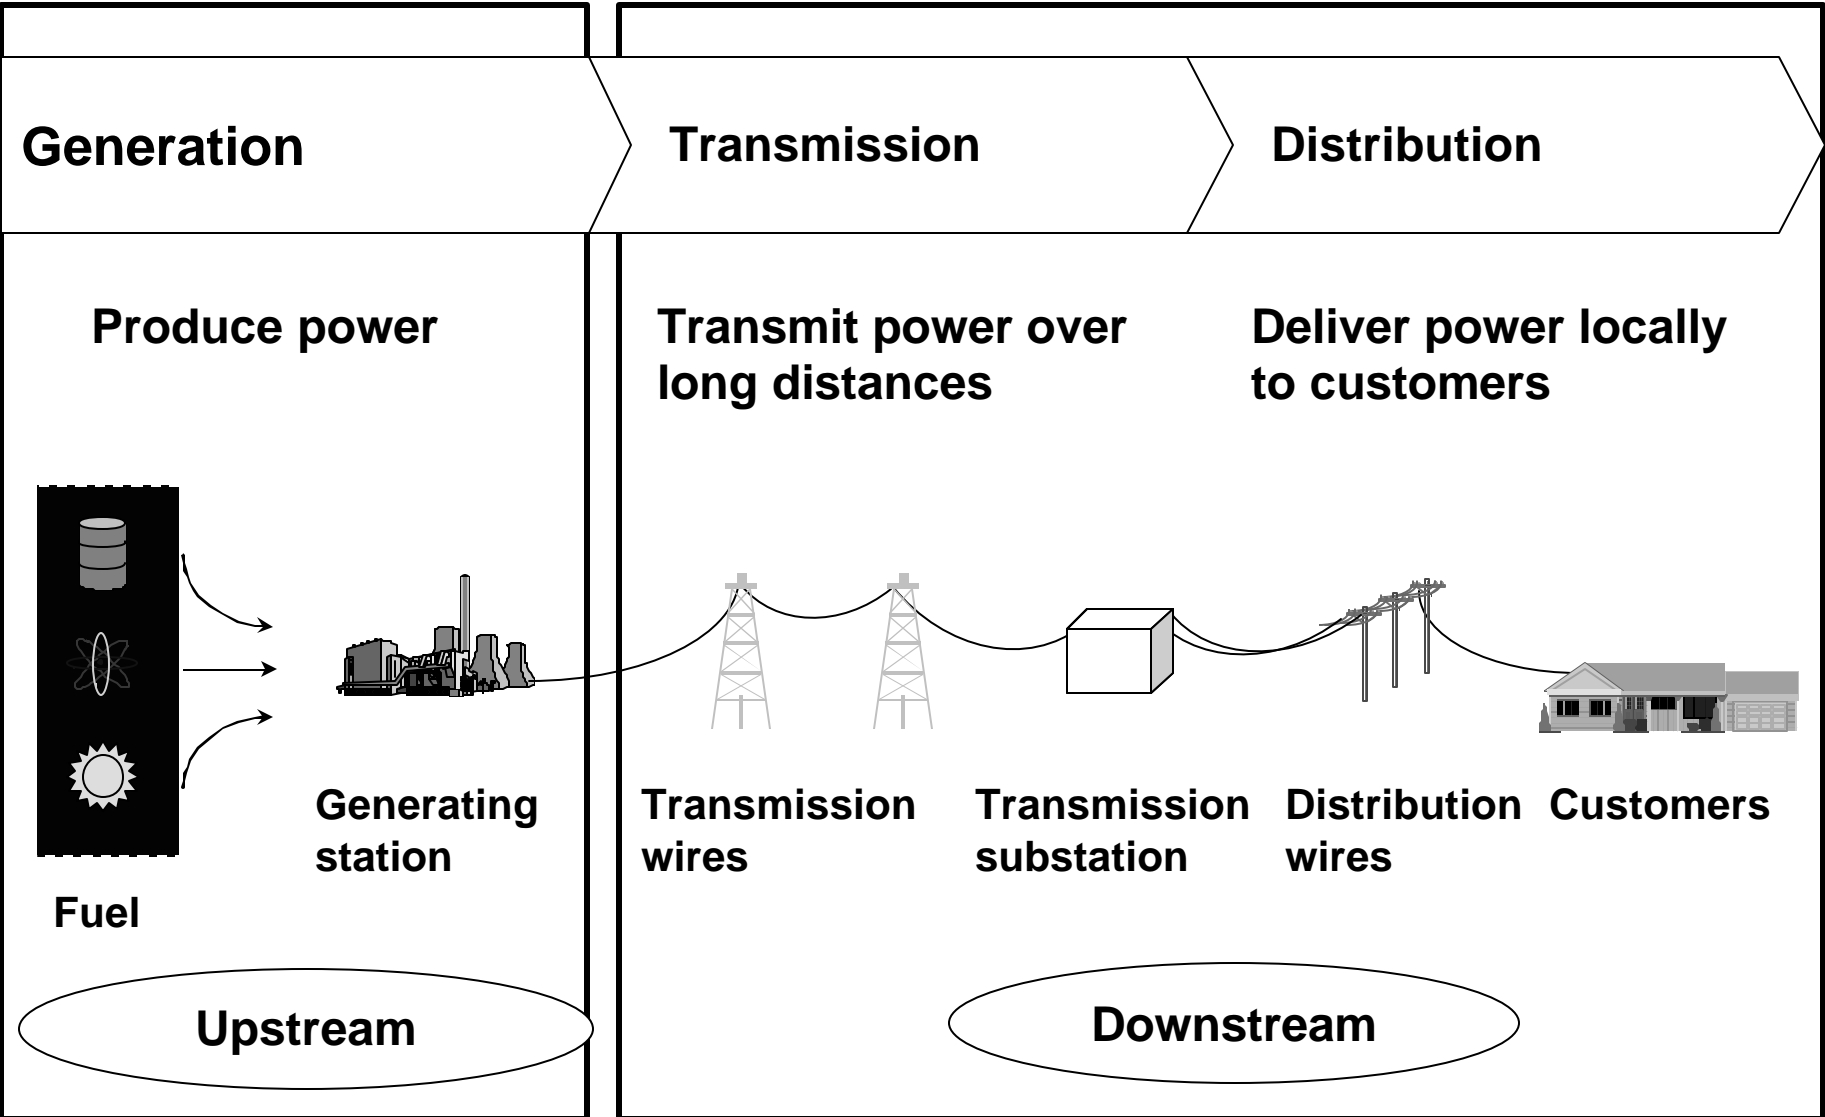 Generation
Transmission
Distribution
Produce power
Transmit power over
long distances
Deliver power locally
to customers
Generating
station
Transmission
wires
Transmission
substation
Distribution
wires
Customers
Fuel
Upstream
Downstream